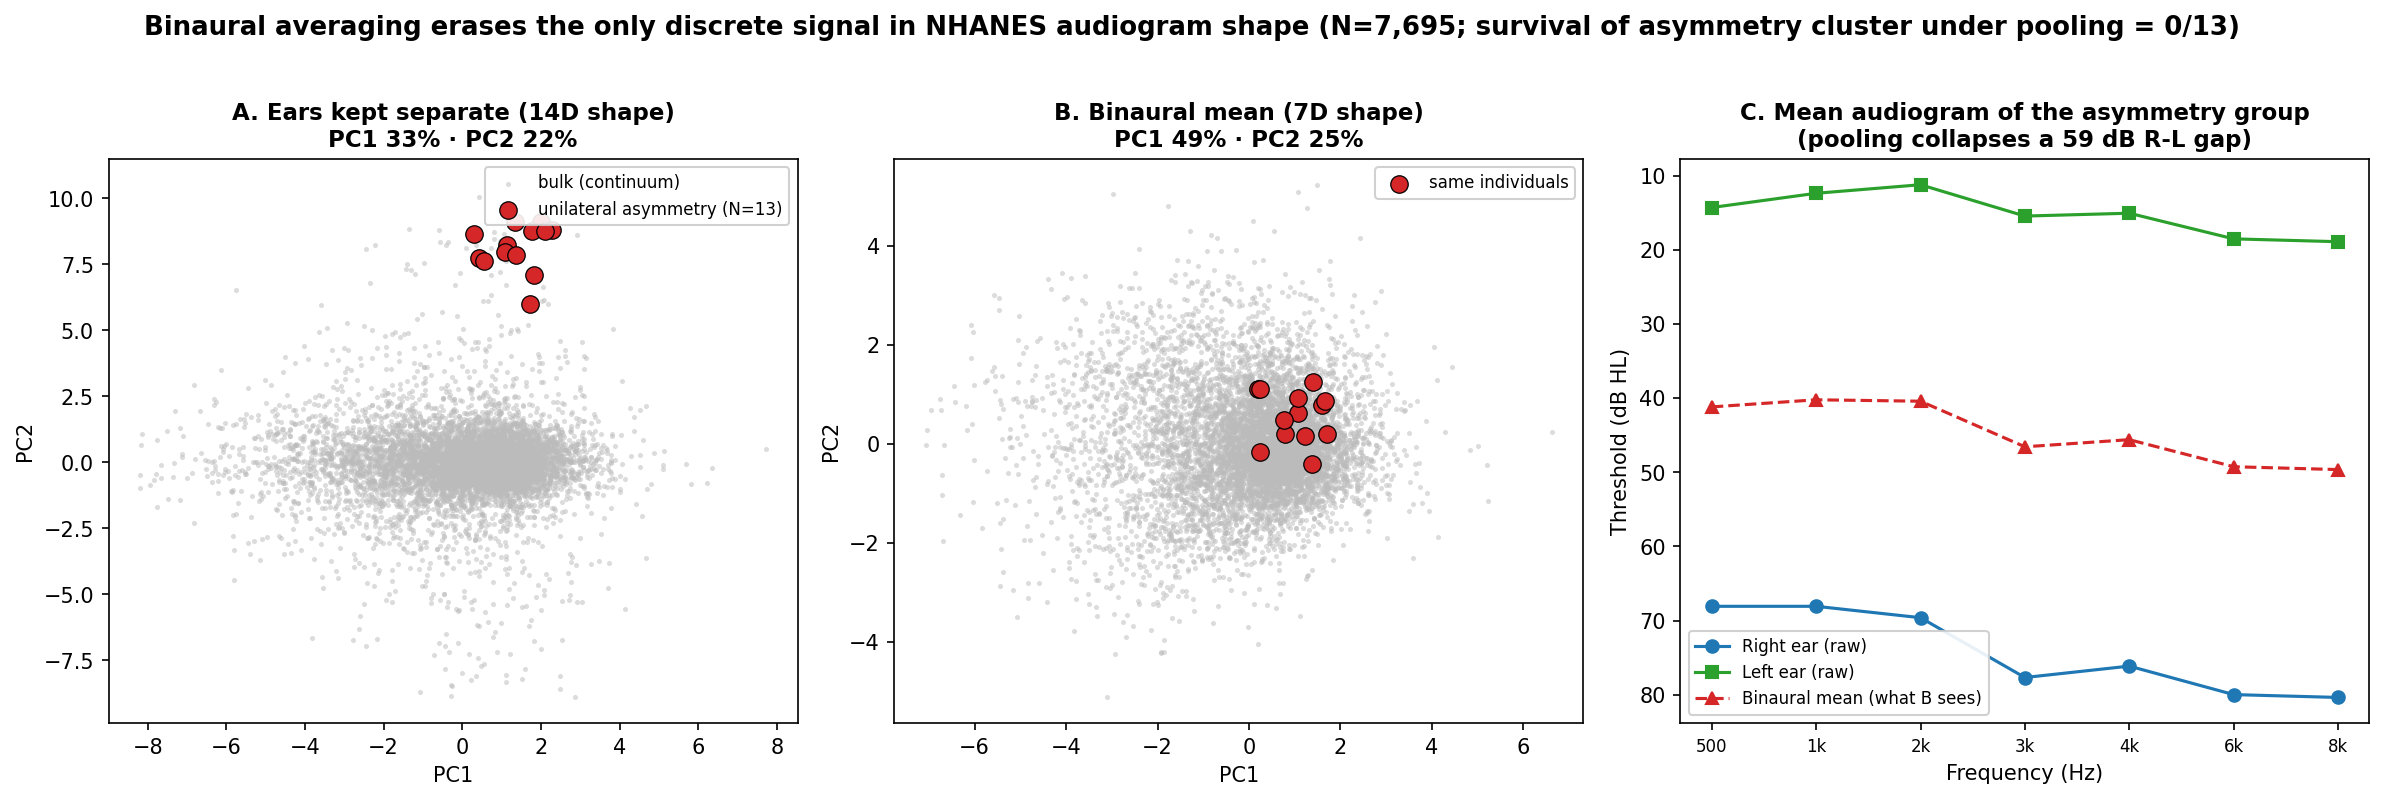 Binaural averaging erases the only discrete signal in NHANES audiogram shape (N=7,695; survival of asymmetry cluster under pooling = 0/13)
A. Ears kept separate (14D shape)
PC1 33% · PC2 22%
bulk (continuum)
unilateral asymmetry (N=13)
10.0
7.5
5.0
2.5
0.0
−2.5
−5.0
−7.5
PC2
−8
−6
−4
−2
0
2
4
6
8
PC1
B. Binaural mean (7D shape)
PC1 49% · PC2 25%
same individuals
4
2
0
−2
−4
PC2
−6
−4
−2
0
2
4
6
PC1
C. Mean audiogram of the asymmetry group
(pooling collapses a 59 dB R-L gap)
10
20
30
40
50
60
70
80
Threshold (dB HL)
Right ear (raw)
Left ear (raw)
Binaural mean (what B sees)
500
1k
2k
3k
4k
6k
8k
Frequency (Hz)